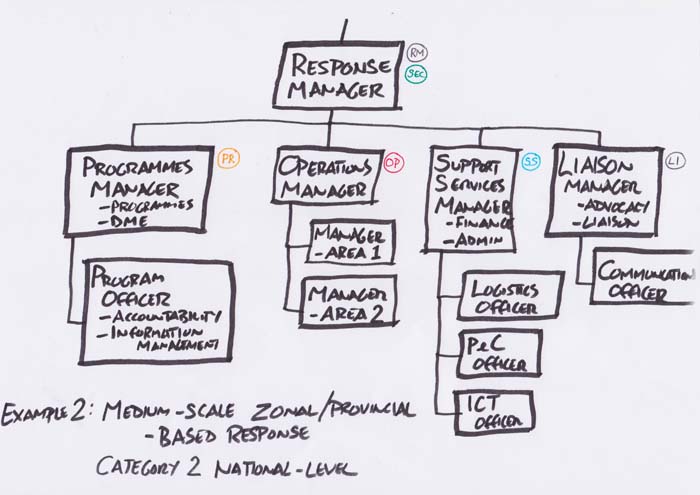 RESPONSE
MANAGER
RM
SEC
PROGRAMMES
MANAGER
-PROGRAMMES
-DME
PR
OPERATIONS
MANAGER
OP
SUPPORT
SERVICES
MANAGER
-FINANCE
-ADMIN
SS
LIAISON
MANAGER
-ADVOCACY
-LIAISON
LI
PROGRAM
OFFICER
-ACCOUNTABILITY
-INFORMATION
MANAGTMENT
MANAGER
-AREA 1
MANAGER
-AREA 2
LOGISTICS
OFFICER
P&C
OFFICER
ICT
OFFICER
COMMUNICATION
OFFICER
EXAMPLE 2: MEDIUM-SCALE ZONAL/PROVINCIAL
-BASED RESPONSE
CATEGORY 2 NATIONAL-LEVEL